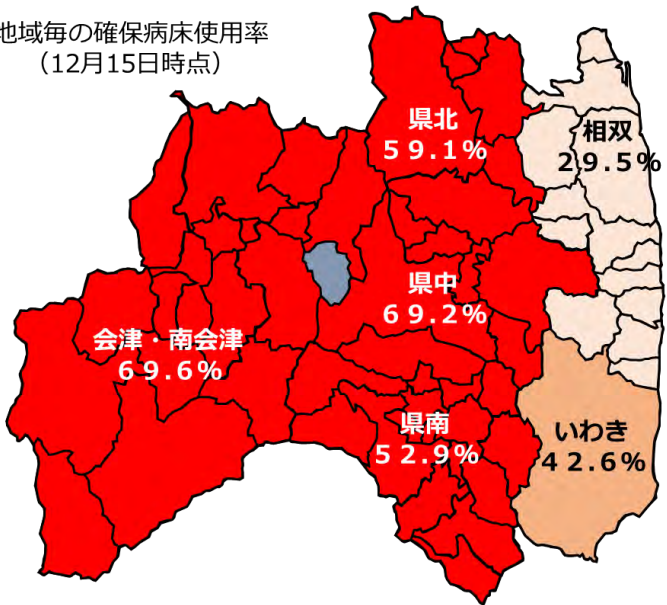 地域毎の確保病床使用率
（12月15日時点）
県北
５９.１％
相双
２９.５％
県中
６９.２％
会津・南会津
６９.６％
県南
５２.９％
いわき
４２.６％